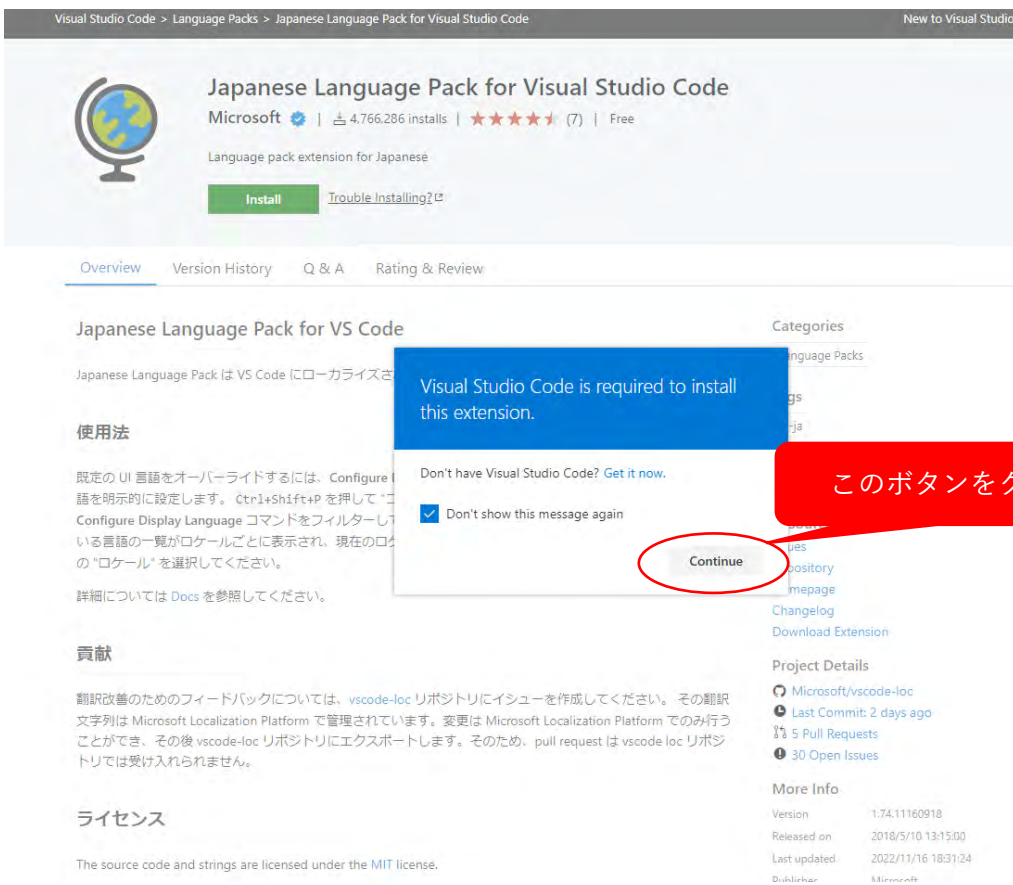 Visual Studio Code > Language Packs > Japanese Language Pack for Visual Studio Code
New to Visual Studio
Japanese Language Pack for Visual Studio Code
Microsoft | 4,766,286 installs | (7) | Free
Language pack extension for Japanese
Install
Trouble Installing?
Overview
Version History
Q & A
Rating & Review
Japanese Language Pack for VS Code
Japanese Language Pack は VS Code にローカライズさ
使用法
既定の UI 言語をオーバーライドするには、Configure
語を明示的に設定します。 Ctrl+Shift+P を押して
Configure Display Language コマンドをフィルターし
いる言語の一覧がロケールごとに表示され、現在のロ
の "ロケール" を選択してください。
詳細については Docs を参照してください。
貢献
翻訳改善のためのフィードバックについては、vscode-loc リポジトリにイシューを作成してください。 その翻訳
文字列は Microsoft Localization Platform で管理されています。変更は Microsoft Localization Platform でのみ行う
ことができ、その後 vscode-loc リポジトリにエクスポートします。そのため、pull request は vscode loc リポジ
トリでは受け入れられません。
ライセンス
The source code and strings are licensed under the MIT license.
Visual Studio Code is required to install
this extension.
Don't have Visual Studio Code? Get it now.
Don't show this message again
Continue
このボタンをク
Categories
nguage Packs
gs
-ja
ues
pository
mepage
Changelog
Download Extension
Project Details
Microsoft/vscode-loc
Last Commit: 2 days ago
5 Pull Requests
30 Open Issues
More Info
Version 1.74.11160918
Released on 2018/5/10 13:15:00
Last updated 2022/11/16 18:31:24
Publisher Microsoft